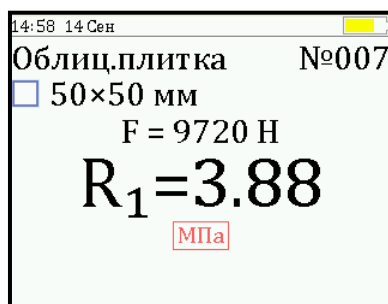 14:58 14 Сен
Облиц.плитка №007
50×50 мм
F = 9720 Н
R₁=3.88
МПа